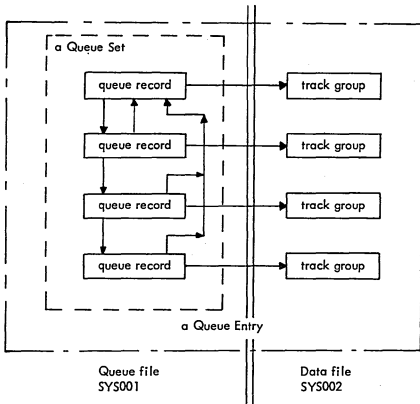 a Queue Set
queue record
track group
queue record
track group
queue record
track group
queue record
track group
a Queue Entry
Queue file
SYS001
Data file
SYS002